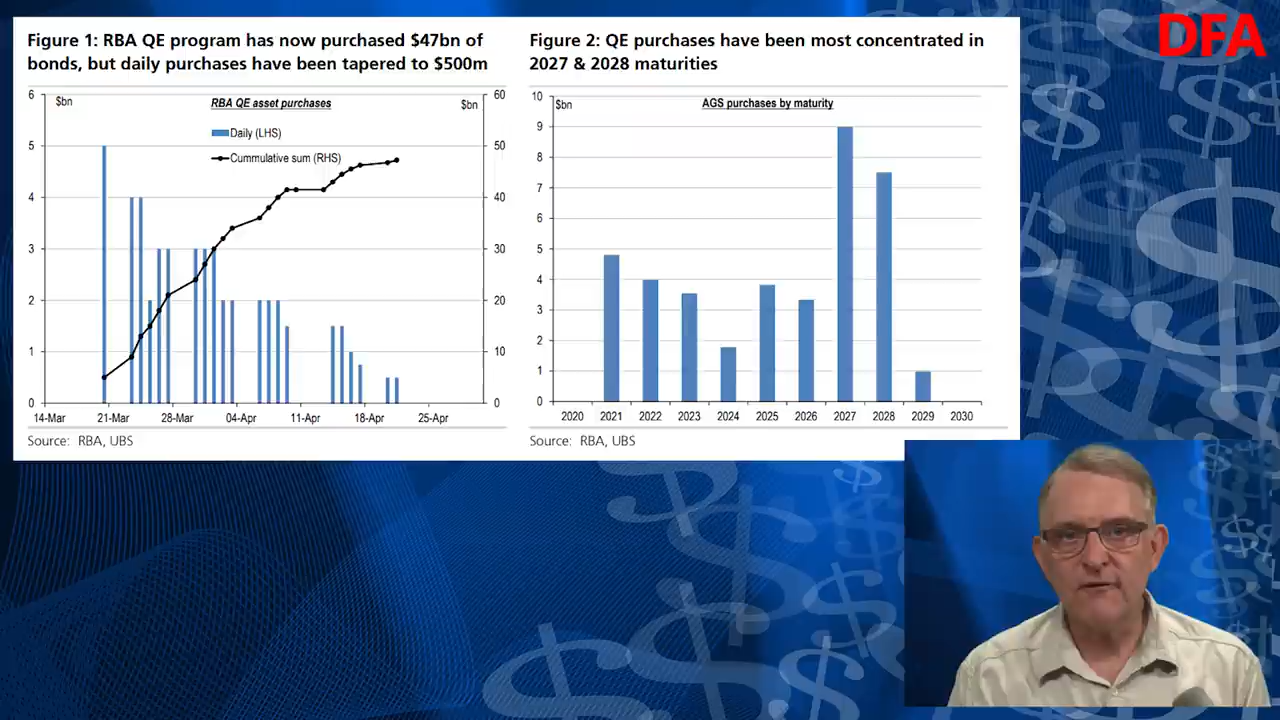 DFA
Figure 1: RBA QE program has now purchased $47bn of
bonds, but daily purchases have been tapered to $500m
6 $bn RBA QE asset purchases $bn 60
Daily (LHS)
5 50
Cummulative sum (RHS)
4 40
3 30
2 20
1 10
0 0
14-Mar 21-Mar 28-Mar 04-Apr 11-Apr 18-Apr 25-Apr
Source: RBA, UBS
Figure 2: QE purchases have been most concentrated in
2027 & 2028 maturities
10 $bn AGS purchases by maturity
9
8
7
6
5
4
3
2
1
0
2020 2021 2022 2023 2024 2025 2026 2027 2028 2029 2030
Source: RBA, UBS